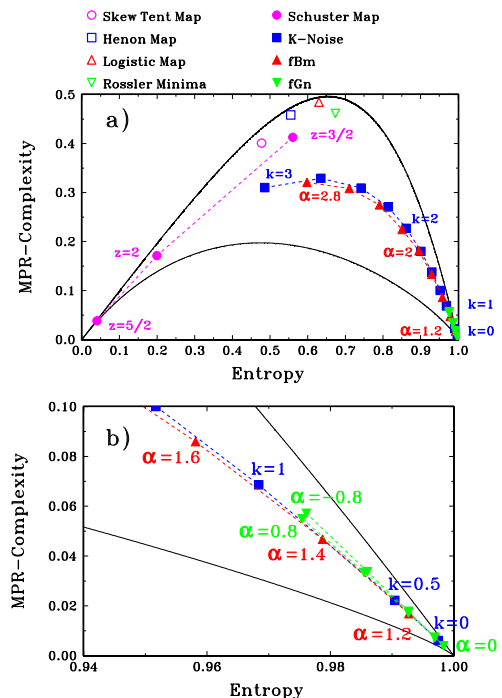 Skew Tent Map Schuster Map
Henon Map K-Noise
Logistic Map fBm
Rossler Minima fGn
0.5
a)
z=3/2
0.4
k=3
0.3
α=2.8
k=2
0.2
z=2
α=2
0.1
k=1
z=5/2
α=1.2
k=0
0.0
0.0 0.1 0.2 0.3 0.4 0.5 0.6 0.7 0.8 0.9 1.0
MPR-Complexity
Entropy
0.10
b)
α=1.6
0.08
k=1
α=-0.8
0.06
α=0.8
α=1.4
0.04
k=0.5
0.02
α=1.2
k=0
α=0
0.00
0.94 0.96 0.98 1.00
MPR-Complexity
Entropy